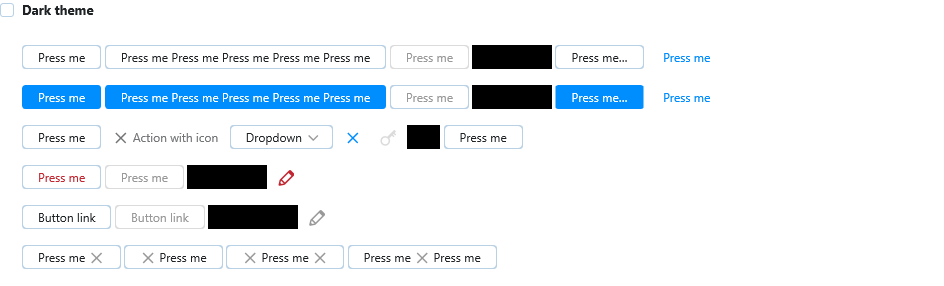 Dark theme
Press me Press me Press me Press me Press me Press me Press me Press me... Press me
Press me Press me Press me Press me Press me Press me Press me Press me... Press me
Press me Action with icon Dropdown Press me
Press me Press me
Button link Button link
Press me Press me Press me Press me Press me